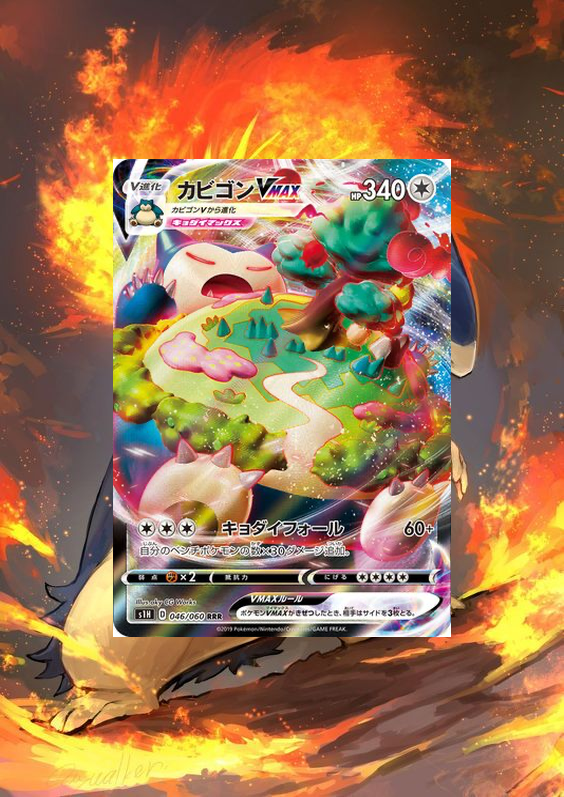 V進化 カビゴンVMAX HP340
カビゴンVから進化
キョダイマックス
キョダイフォール 60+
自分のベンチポケモンの数×30ダメージ追加。
弱点 ×2 抵抗力 にげる
VMAXルール
ポケモンVMAXがきぜつしたとき、相手はサイドを3枚とる。
Illus. aky CG Works
s1H D 046/060 RRR
©2019 Pokémon/Nintendo/Creatures/GAME FREAK.